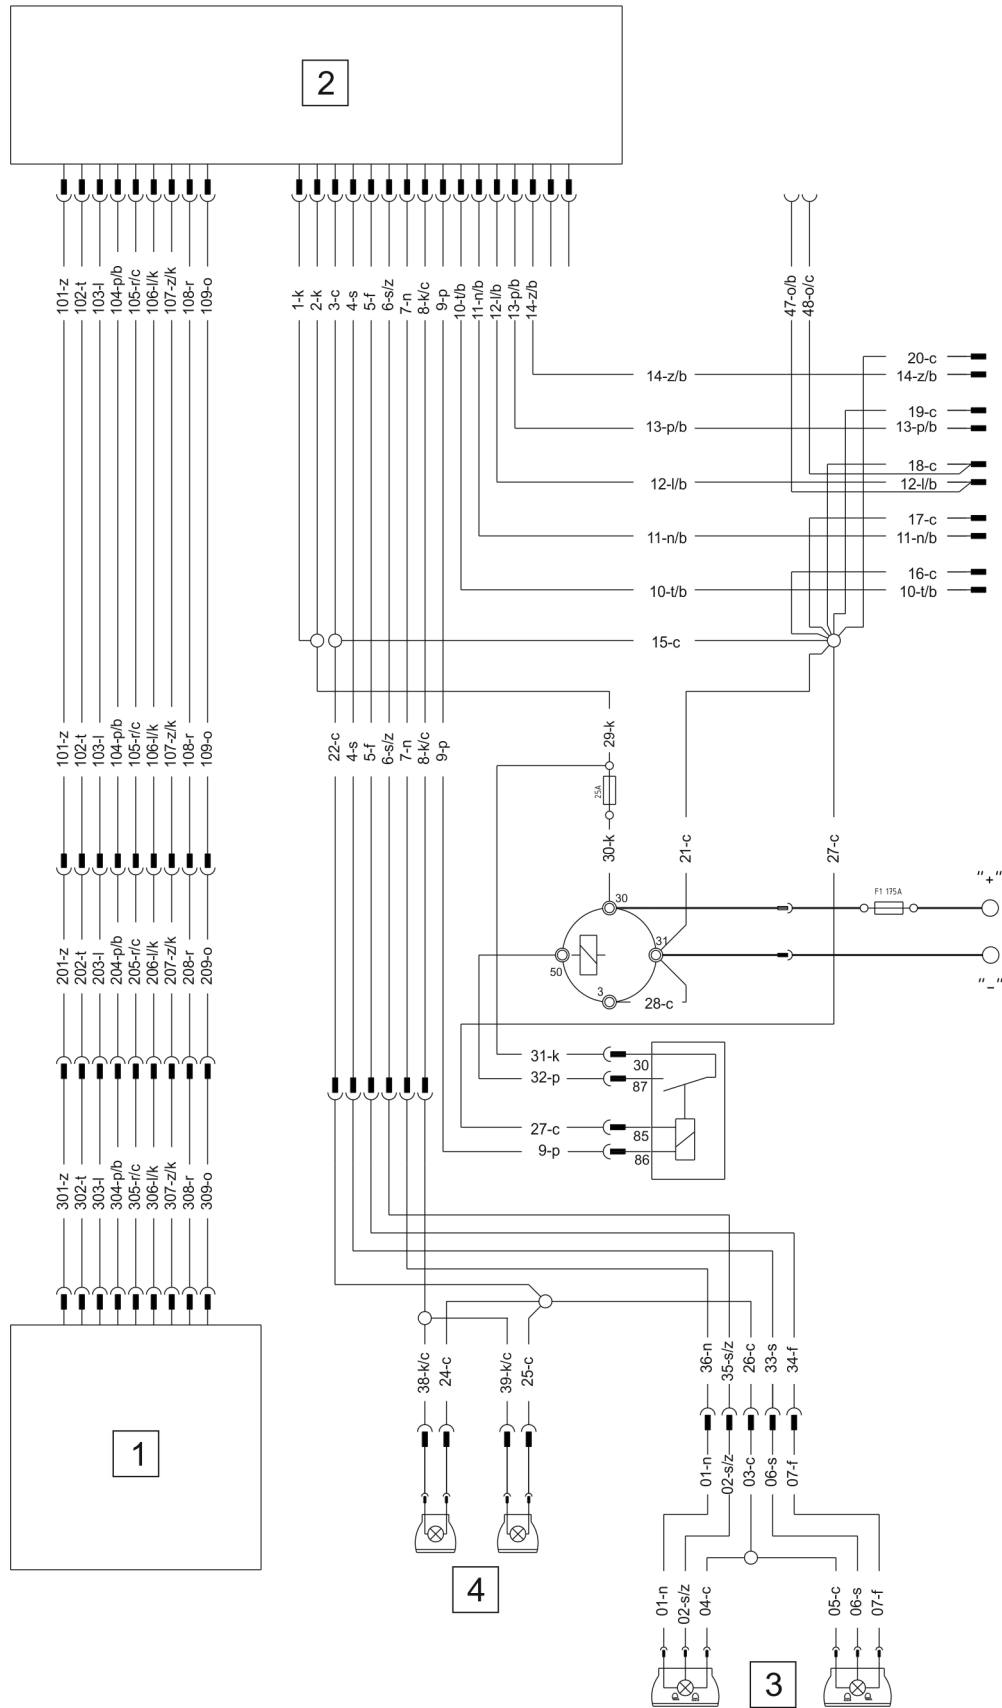 2
101-z
102-t
103-l
104-p/b
105-r/c
106-l/k
107-z/k
108-r
109-o
1-k
2-k
3-c
4-s
5-f
6-s/z
7-n
8-k/c
9-p
10-t/b
11-n/b
12-l/b
13-p/b
14-z/b
47-o/b
48-o/c
20-c
14-z/b
14-z/b
19-c
13-p/b
13-p/b
18-c
12-l/b
12-l/b
17-c
11-n/b
11-n/b
16-c
10-t/b
10-t/b
15-c
101-z
102-t
103-l
104-p/b
105-r/c
106-l/k
107-z/k
108-r
109-o
22-c
4-s
5-f
6-s/z
7-n
8-k/c
9-p
29-k
25A
30-k
21-c
27-c
"+"
F1 175A
30
31
50
3
28-c
"-"
201-z
202-t
203-l
204-p/b
205-r/c
206-l/k
207-z/k
208-r
209-o
31-k
30
32-p
87
27-c
85
9-p
86
301-z
302-t
303-l
304-p/b
305-r/c
306-l/k
307-z/k
308-r
309-o
38-k/c
24-c
39-k/c
25-c
36-n
35-s/z
26-c
33-s
34-f
1
01-n
02-s/z
03-c
06-s
07-f
4
01-n
02-s/z
04-c
05-c
06-s
07-f
3